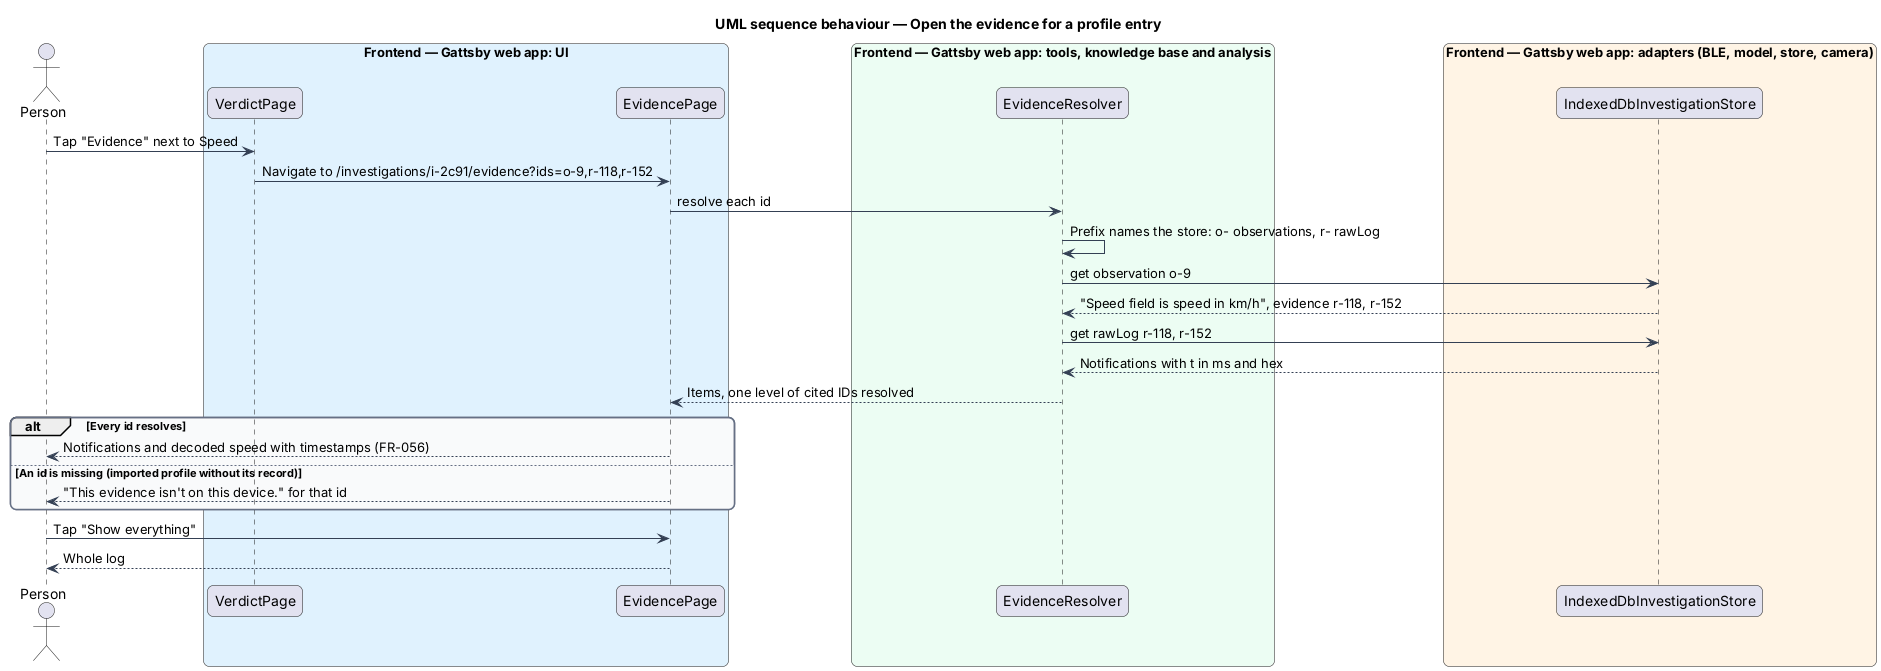 UML sequence behaviour — Open the evidence for a profile entry
Frontend — Gattsby web app: UI
Frontend — Gattsby web app: tools, knowledge base and analysis
Frontend — Gattsby web app: adapters (BLE, model, store, camera)
Person
VerdictPage
EvidencePage
EvidenceResolver
IndexedDbInvestigationStore
Tap "Evidence" next to Speed
Navigate to /investigations/i-2c91/evidence?ids=o-9,r-118,r-152
resolve each id
Prefix names the store: o- observations, r- rawLog
get observation o-9
"Speed field is speed in km/h", evidence r-118, r-152
get rawLog r-118, r-152
Notifications with t in ms and hex
Items, one level of cited IDs resolved
alt
[Every id resolves]
Notifications and decoded speed with timestamps (FR-056)
[An id is missing (imported profile without its record)]
"This evidence isn't on this device." for that id
Tap "Show everything"
Whole log
Person
VerdictPage
EvidencePage
EvidenceResolver
IndexedDbInvestigationStore